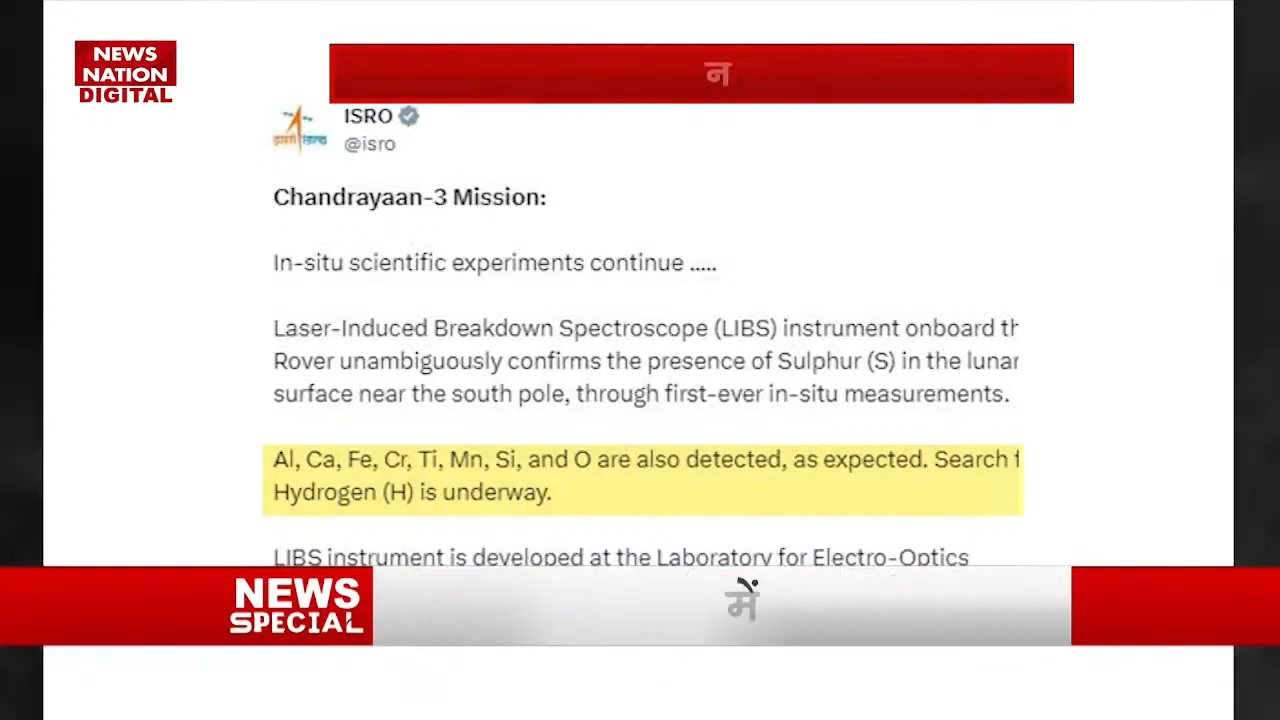 NEWS
NATION
DIGITAL
न
ISRO
@isro
Chandrayaan-3 Mission:
In-situ scientific experiments continue .....
Laser-Induced Breakdown Spectroscope (LIBS) instrument onboard th
Rover unambiguously confirms the presence of Sulphur (S) in the lunar
surface near the south pole, through first-ever in-situ measurements.
Al, Ca, Fe, Cr, Ti, Mn, Si, and O are also detected, as expected. Search f
Hydrogen (H) is underway.
LIBS instrument is developed at the Laboratory for Electro-Optics
NEWS
SPECIAL
में